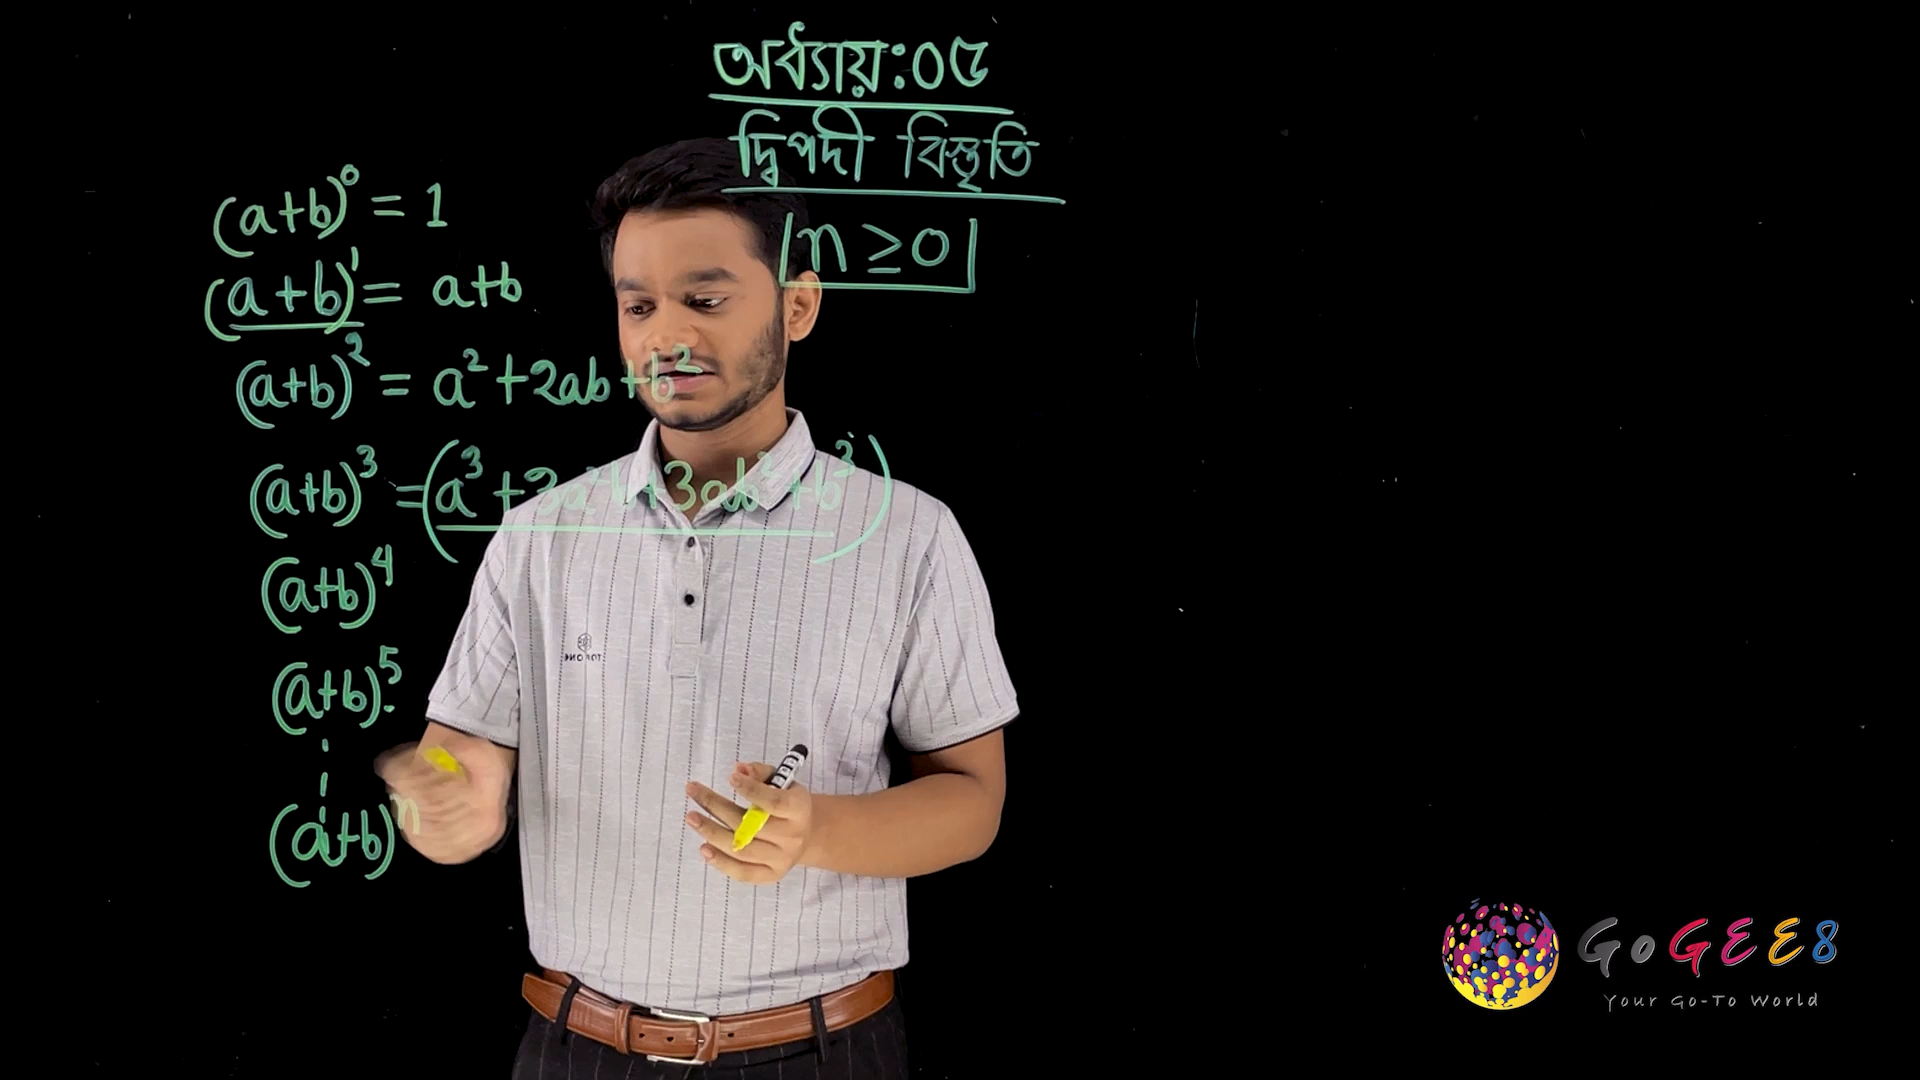 অধ্যায়:০৫
দ্বিপদী বিস্তৃতি
n ≥ 0
(a+b)⁰ = 1
(a+b)¹ = a+b
(a+b)² = a²+2ab+b²
(a+b)³ = (a³+3a²b+3ab²+b³)
(a+b)⁴
(a+b)⁵
(a+b)ⁿ
GoGEE8
Your Go-To World